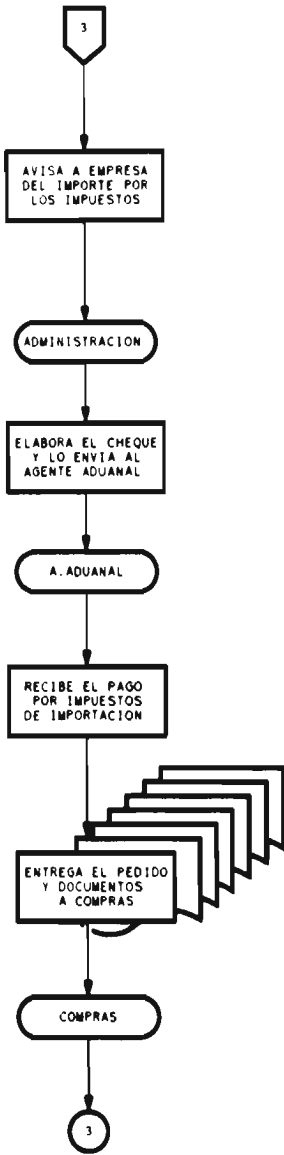 3
AVISA A EMPRESA
DEL IMPORTE POR
LOS IMPUESTOS
ADMINISTRACION
ELABORA EL CHEQUE
Y LO ENVIA AL
AGENTE ADUANAL
A.ADUANAL
RECIBE EL PAGO
POR IMPUESTOS
DE IMPORTACION
ENTREGA EL PEDIDO
Y DOCUMENTOS
A COMPRAS
COMPRAS
3